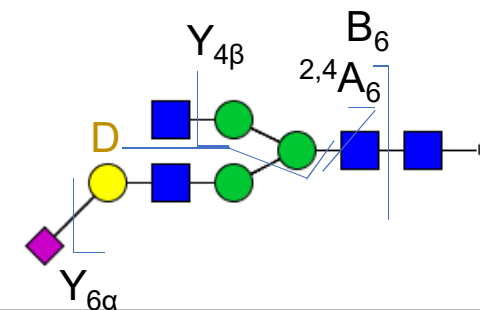 B₆
Y₄ᵦ
²,⁴A₆
D
Y₆α